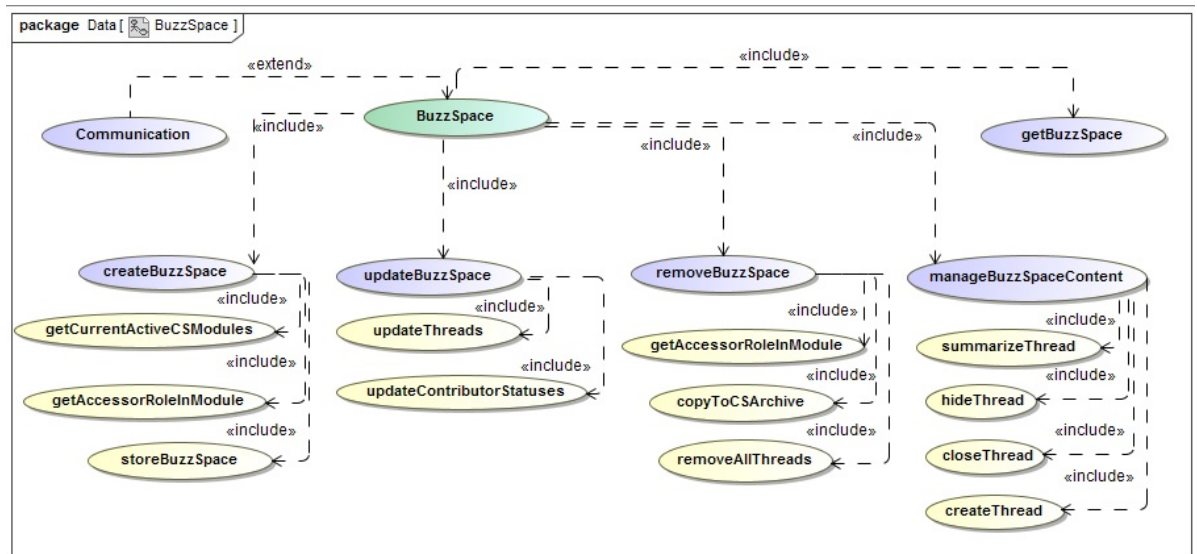 package Data [ BuzzSpace ]
«extend»
«include»
Communication
BuzzSpace
getBuzzSpace
«include»
«include»
«include»
«include»
createBuzzSpace
updateBuzzSpace
removeBuzzSpace
manageBuzzSpaceContent
«include»
getCurrentActiveCSModules
«include»
getAccessorRoleInModule
«include»
storeBuzzSpace
«include»
updateThreads
«include»
updateContributorStatuses
«include»
getAccessorRoleInModule
«include»
copyToCSArchive
«include»
removeAllThreads
«include»
summarizeThread
«include»
hideThread
«include»
closeThread
«include»
createThread